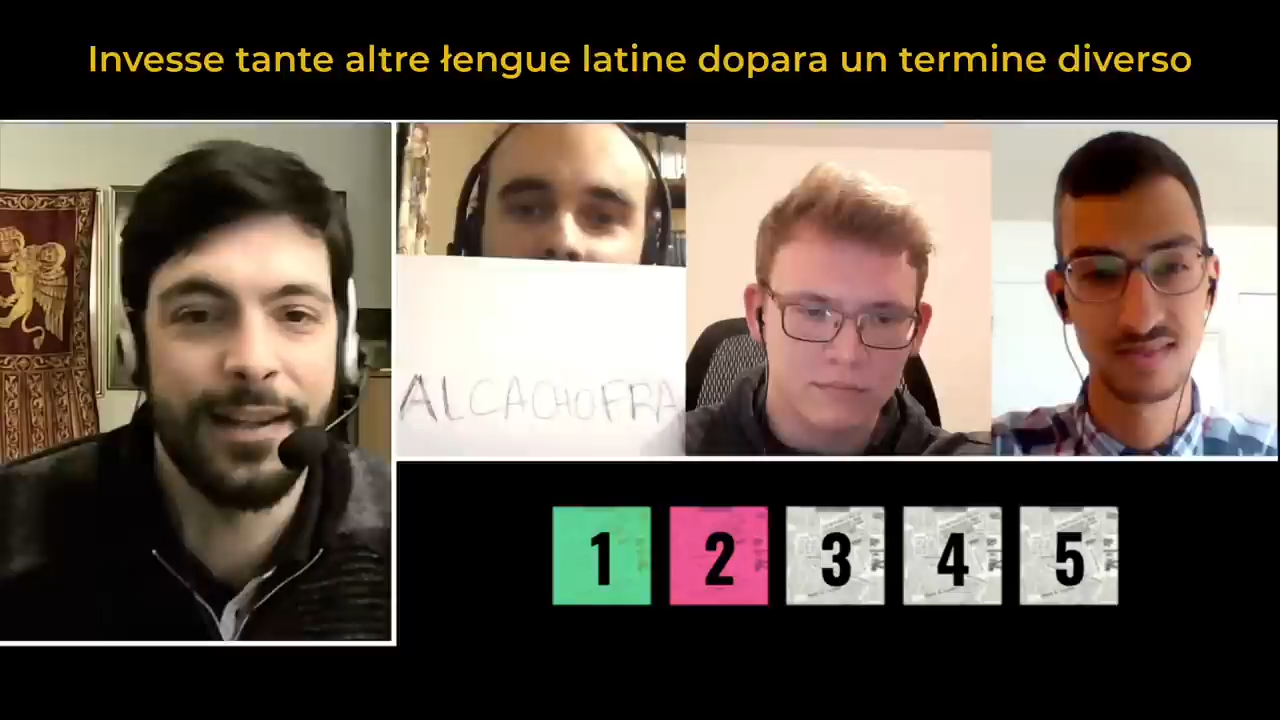 Invesse tante altre łengue latine dopara un termine diverso
ALCACHOFRA
1 2 3 4 5